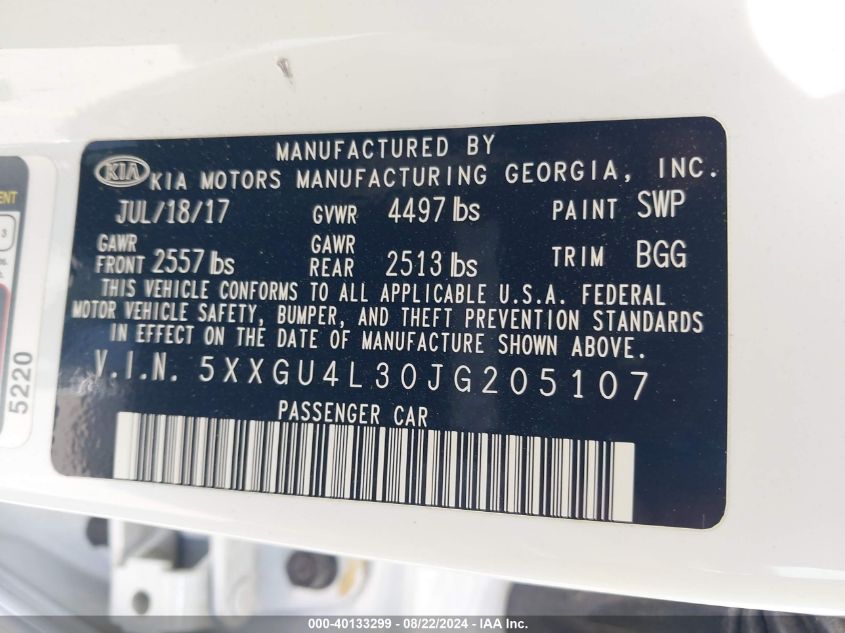 MANUFACTURED BY
KIA KIA MOTORS MANUFACTURING GEORGIA, INC.
JUL/18/17 GVWR 4497 lbs PAINT SWP
GAWR FRONT 2557 lbs GAWR REAR 2513 lbs TRIM BGG
THIS VEHICLE CONFORMS TO ALL APPLICABLE U.S.A. FEDERAL
MOTOR VEHICLE SAFETY, BUMPER, AND THEFT PREVENTION STANDARDS
IN EFFECT ON THE DATE OF MANUFACTURE SHOWN ABOVE.
V.I.N. 5XXGU4L30JG205107
PASSENGER CAR
5220
000-40133299 - 08/22/2024 - IAA Inc.